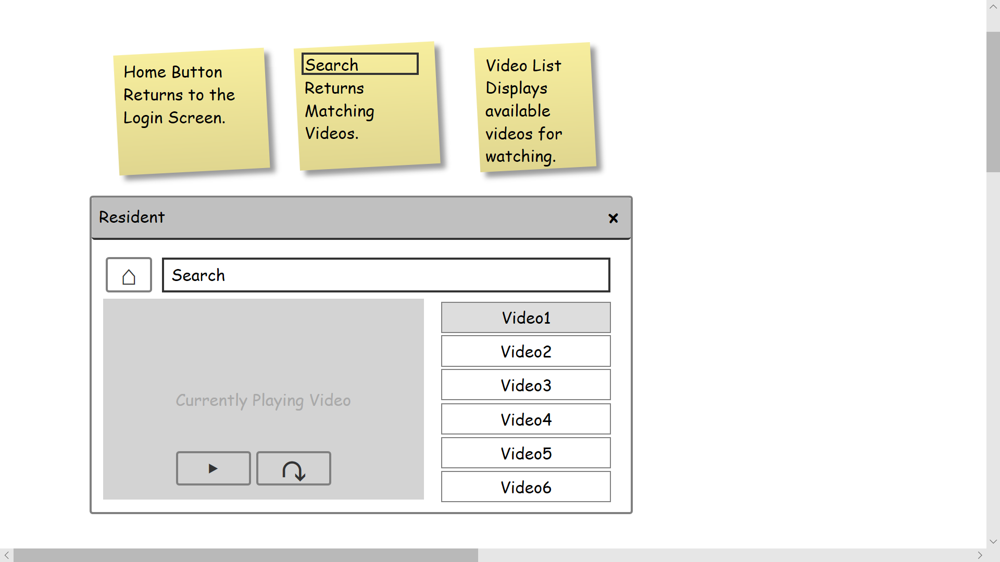 Home Button
Returns to the
Login Screen.
Search
Returns
Matching
Videos.
Video List
Displays
available
videos for
watching.
Resident
Search
Currently Playing Video
Video1
Video2
Video3
Video4
Video5
Video6